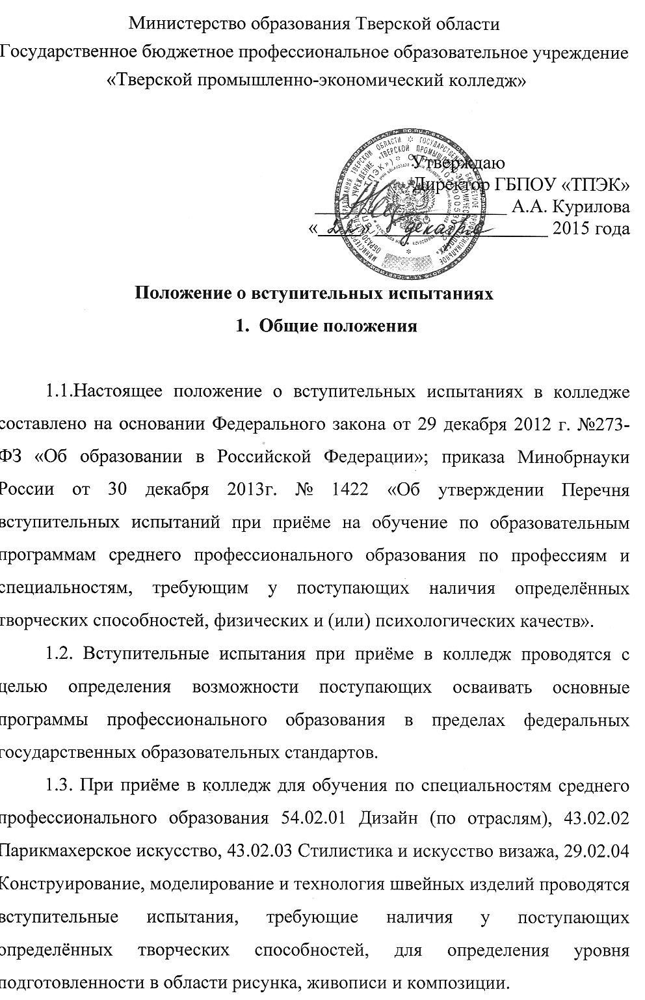 Министерство образования Тверской области
Государственное бюджетное профессиональное образовательное учреждение
«Тверской промышленно-экономический колледж»
Утверждаю
Директор ГБПОУ «ТПЭК»
А.А. Курилова
«22» декабря 2015 года
Положение о вступительных испытаниях
1. Общие положения
1.1.Настоящее положение о вступительных испытаниях в колледже
составлено на основании Федерального закона от 29 декабря 2012 г. №273-
ФЗ «Об образовании в Российской Федерации»; приказа Минобрнауки
России от 30 декабря 2013г. № 1422 «Об утверждении Перечня
вступительных испытаний при приёме на обучение по образовательным
программам среднего профессионального образования по профессиям и
специальностям, требующим у поступающих наличия определённых
творческих способностей, физических и (или) психологических качеств».
1.2. Вступительные испытания при приёме в колледж проводятся с
целью определения возможности поступающих осваивать основные
программы профессионального образования в пределах федеральных
государственных образовательных стандартов.
1.3. При приёме в колледж для обучения по специальностям среднего
профессионального образования 54.02.01 Дизайн (по отраслям), 43.02.02
Парикмахерское искусство, 43.02.03 Стилистика и искусство визажа, 29.02.04
Конструирование, моделирование и технология швейных изделий проводятся
вступительные испытания, требующие наличия у поступающих
определённых творческих способностей, для определения уровня
подготовленности в области рисунка, живописи и композиции.